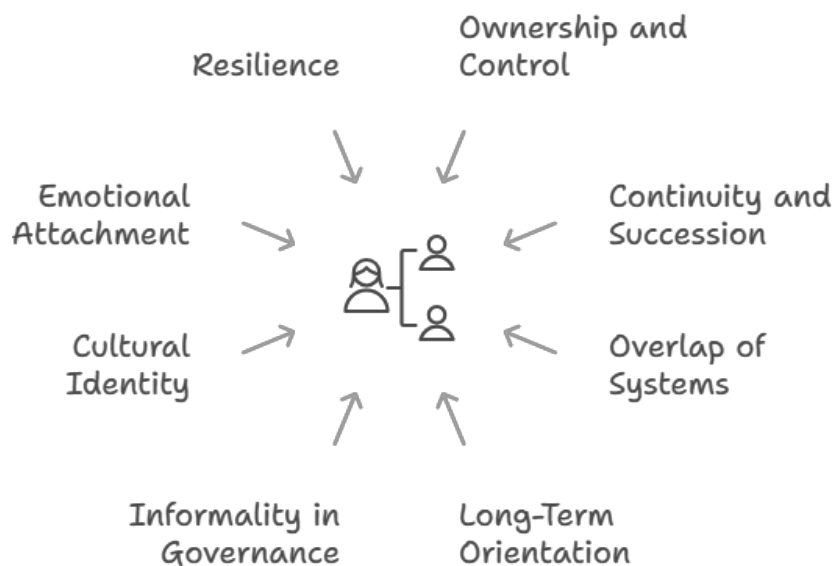 Resilience
Ownership and
Control
Emotional
Attachment
Continuity and
Succession
Cultural
Identity
Overlap of
Systems
Informality in
Governance
Long-Term
Orientation